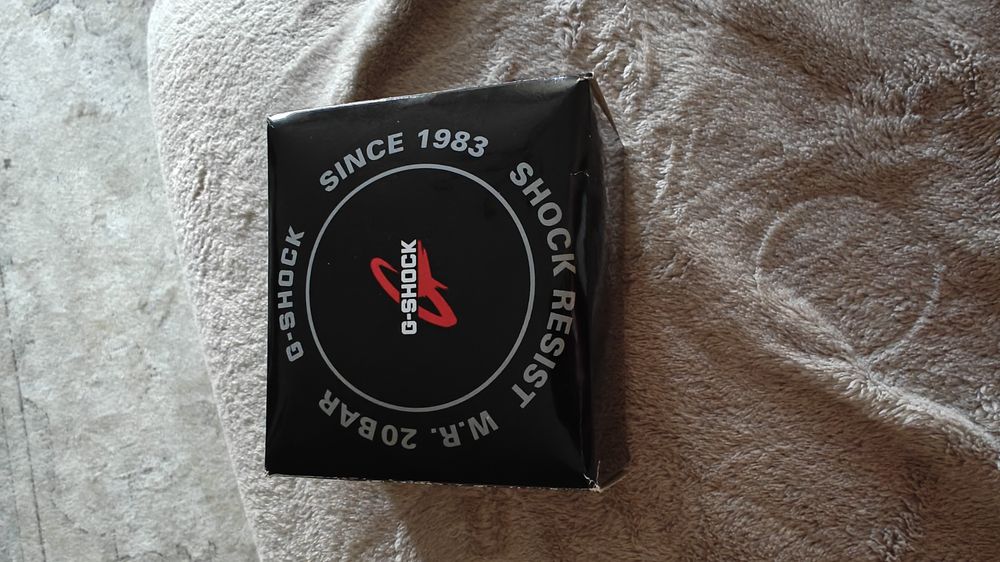 G-SHOCK
SINCE 1983
SHOCK RESIST
W.R. 20BAR
G-SHOCK